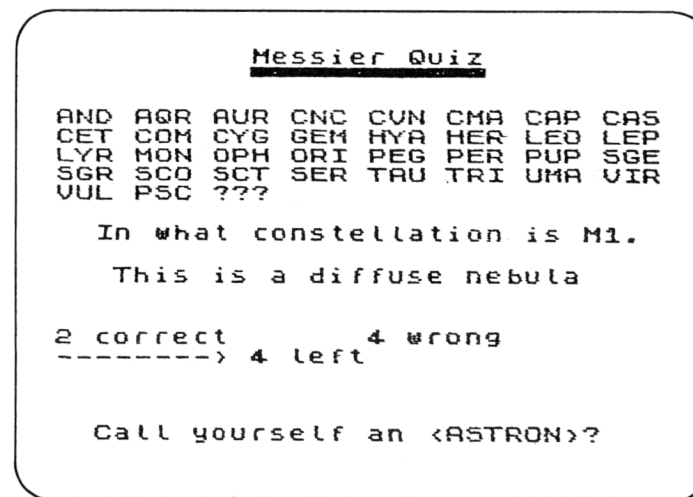 Messier Quiz
AND AQR AUR CNC CVN CMA CAP CAS
CET COM CYG GEM HYA HER LEO LEP
LYR MON OPH ORI PEG PER PUP SGE
SGR SCO SCT SER TAU TRI UMA VIR
VUL PSC ???
In what constellation is M1.
This is a diffuse nebula
2 correct 4 wrong
--------> 4 left
Call yourself an <ASTRON>?